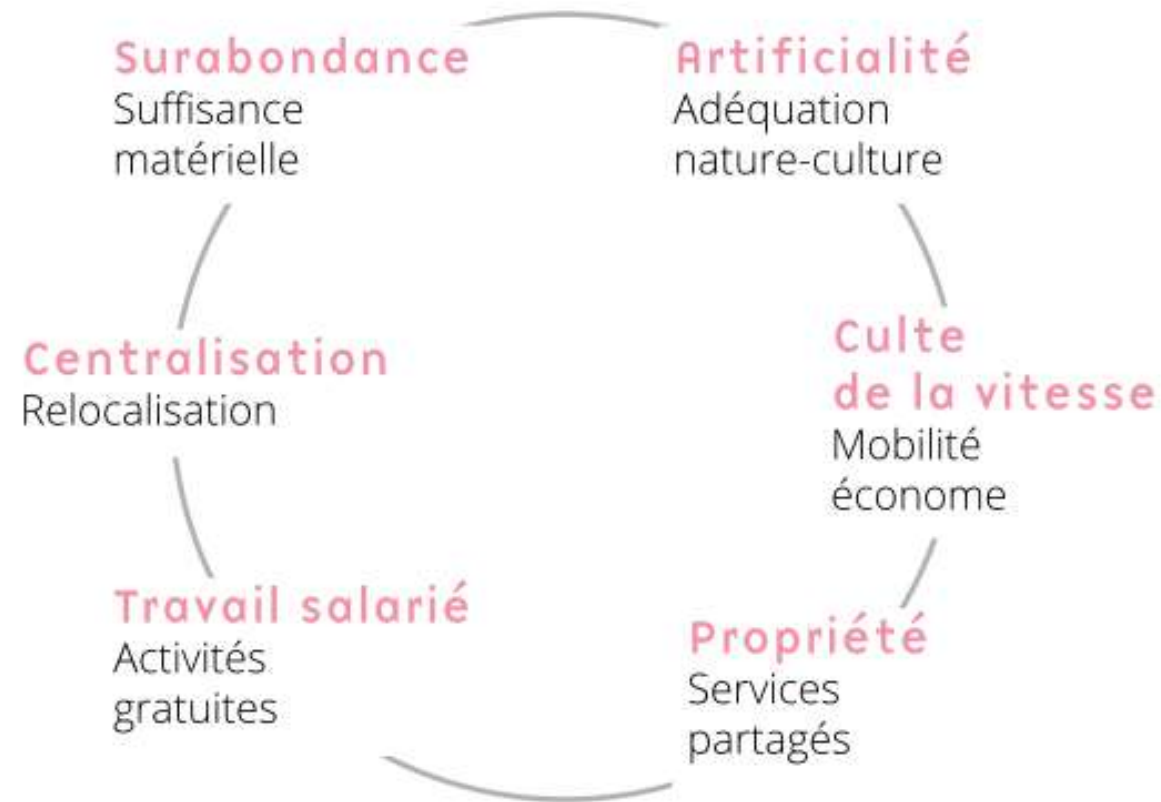 Surabondance
Suffisance
matérielle
Artificialité
Adéquation
nature-culture
Culte
de la vitesse
Mobilité
économe
Propriété
Services
partagés
Travail salarié
Activités
gratuites
Centralisation
Relocalisation